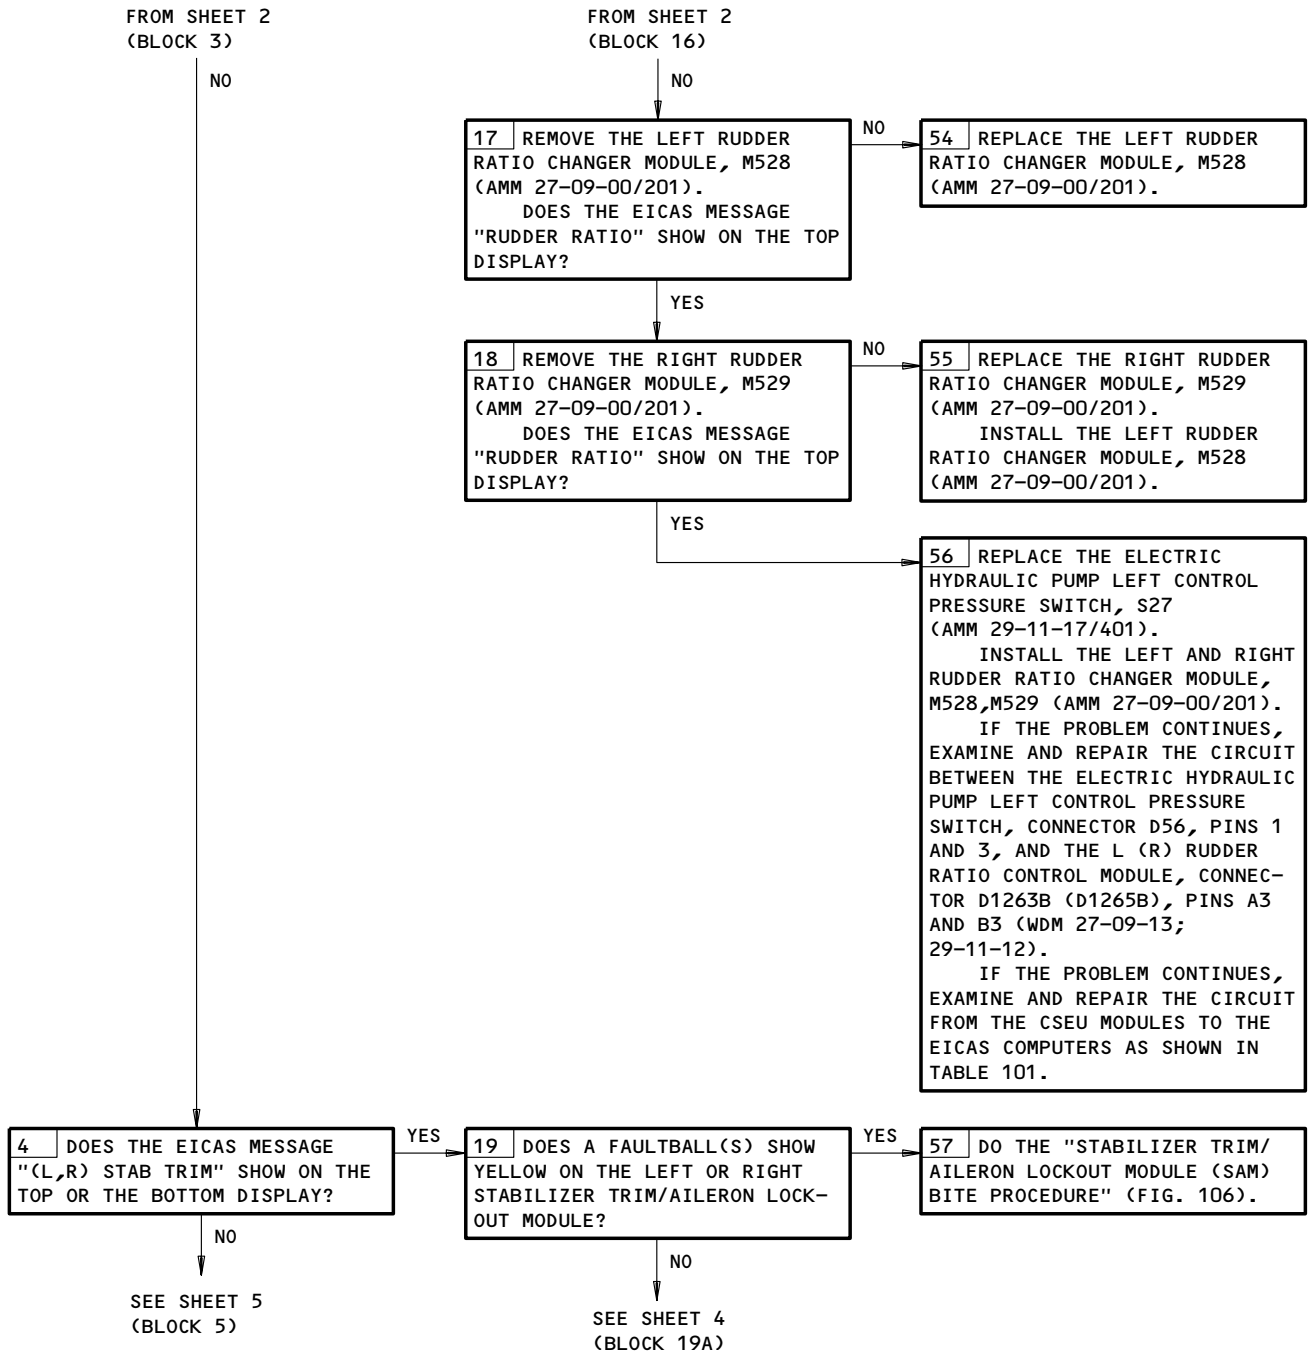 FROM SHEET 2
(BLOCK 3)
NO
FROM SHEET 2
(BLOCK 16)
NO
17 REMOVE THE LEFT RUDDER
RATIO CHANGER MODULE, M528
(AMM 27-09-00/201).
DOES THE EICAS MESSAGE
"RUDDER RATIO" SHOW ON THE TOP
DISPLAY?
NO
54 REPLACE THE LEFT RUDDER
RATIO CHANGER MODULE, M528
(AMM 27-09-00/201).
YES
18 REMOVE THE RIGHT RUDDER
RATIO CHANGER MODULE, M529
(AMM 27-09-00/201).
DOES THE EICAS MESSAGE
"RUDDER RATIO" SHOW ON THE TOP
DISPLAY?
NO
55 REPLACE THE RIGHT RUDDER
RATIO CHANGER MODULE, M529
(AMM 27-09-00/201).
INSTALL THE LEFT RUDDER
RATIO CHANGER MODULE, M528
(AMM 27-09-00/201).
YES
56 REPLACE THE ELECTRIC
HYDRAULIC PUMP LEFT CONTROL
PRESSURE SWITCH, S27
(AMM 29-11-17/401).
INSTALL THE LEFT AND RIGHT
RUDDER RATIO CHANGER MODULE,
M528,M529 (AMM 27-09-00/201).
IF THE PROBLEM CONTINUES,
EXAMINE AND REPAIR THE CIRCUIT
BETWEEN THE ELECTRIC HYDRAULIC
PUMP LEFT CONTROL PRESSURE
SWITCH, CONNECTOR D56, PINS 1
AND 3, AND THE L (R) RUDDER
RATIO CONTROL MODULE, CONNEC-
TOR D1263B (D1265B), PINS A3
AND B3 (WDM 27-09-13;
29-11-12).
IF THE PROBLEM CONTINUES,
EXAMINE AND REPAIR THE CIRCUIT
FROM THE CSEU MODULES TO THE
EICAS COMPUTERS AS SHOWN IN
TABLE 101.
4 DOES THE EICAS MESSAGE
"(L,R) STAB TRIM" SHOW ON THE
TOP OR THE BOTTOM DISPLAY?
YES
19 DOES A FAULTBALL(S) SHOW
YELLOW ON THE LEFT OR RIGHT
STABILIZER TRIM/AILERON LOCK-
OUT MODULE?
YES
57 DO THE "STABILIZER TRIM/
AILERON LOCKOUT MODULE (SAM)
BITE PROCEDURE" (FIG. 106).
NO
SEE SHEET 5
(BLOCK 5)
NO
SEE SHEET 4
(BLOCK 19A)